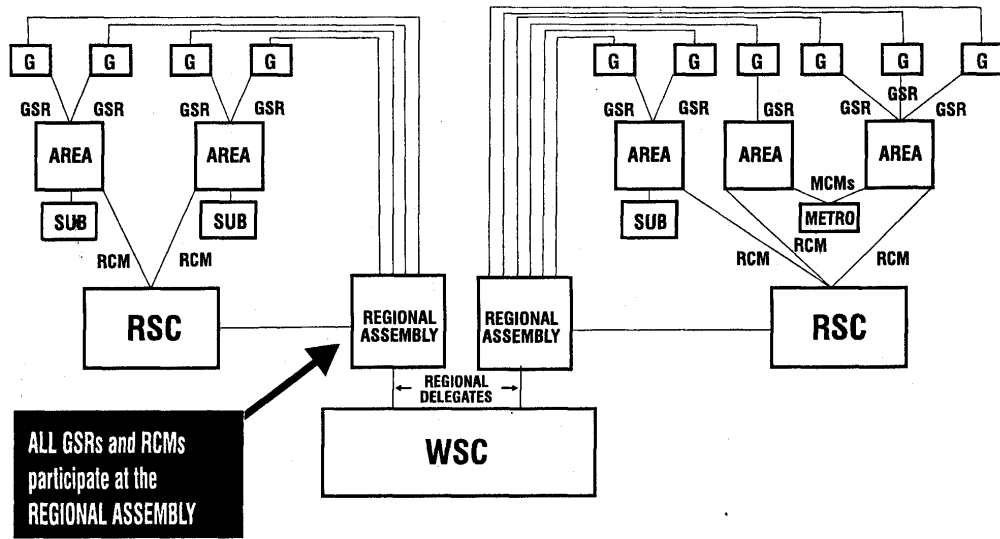 G G G G G G G G G G
GSR GSR GSR GSR GSR GSR GSR GSR GSR GSR
AREA AREA AREA AREA AREA
MCMs
SUB SUB SUB METRO
RCM RCM RCM RCM RCM
RSC
REGIONAL
ASSEMBLY
REGIONAL
ASSEMBLY
RSC
← REGIONAL →
DELEGATES
WSC
ALL GSRs and RCMs
participate at the
REGIONAL ASSEMBLY